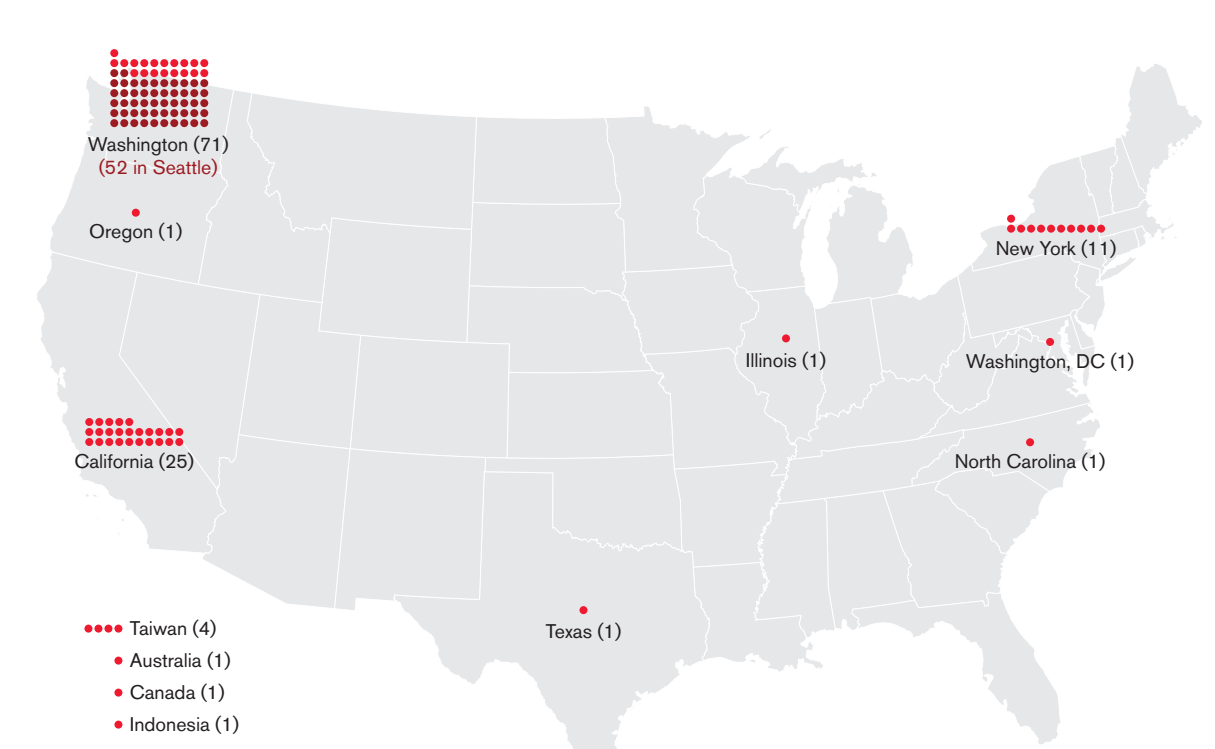 Washington (71)
(52 in Seattle)
Oregon (1)
New York (11)
Illinois (1)
Washington, DC (1)
California (25)
North Carolina (1)
Texas (1)
Taiwan (4)
Australia (1)
Canada (1)
Indonesia (1)